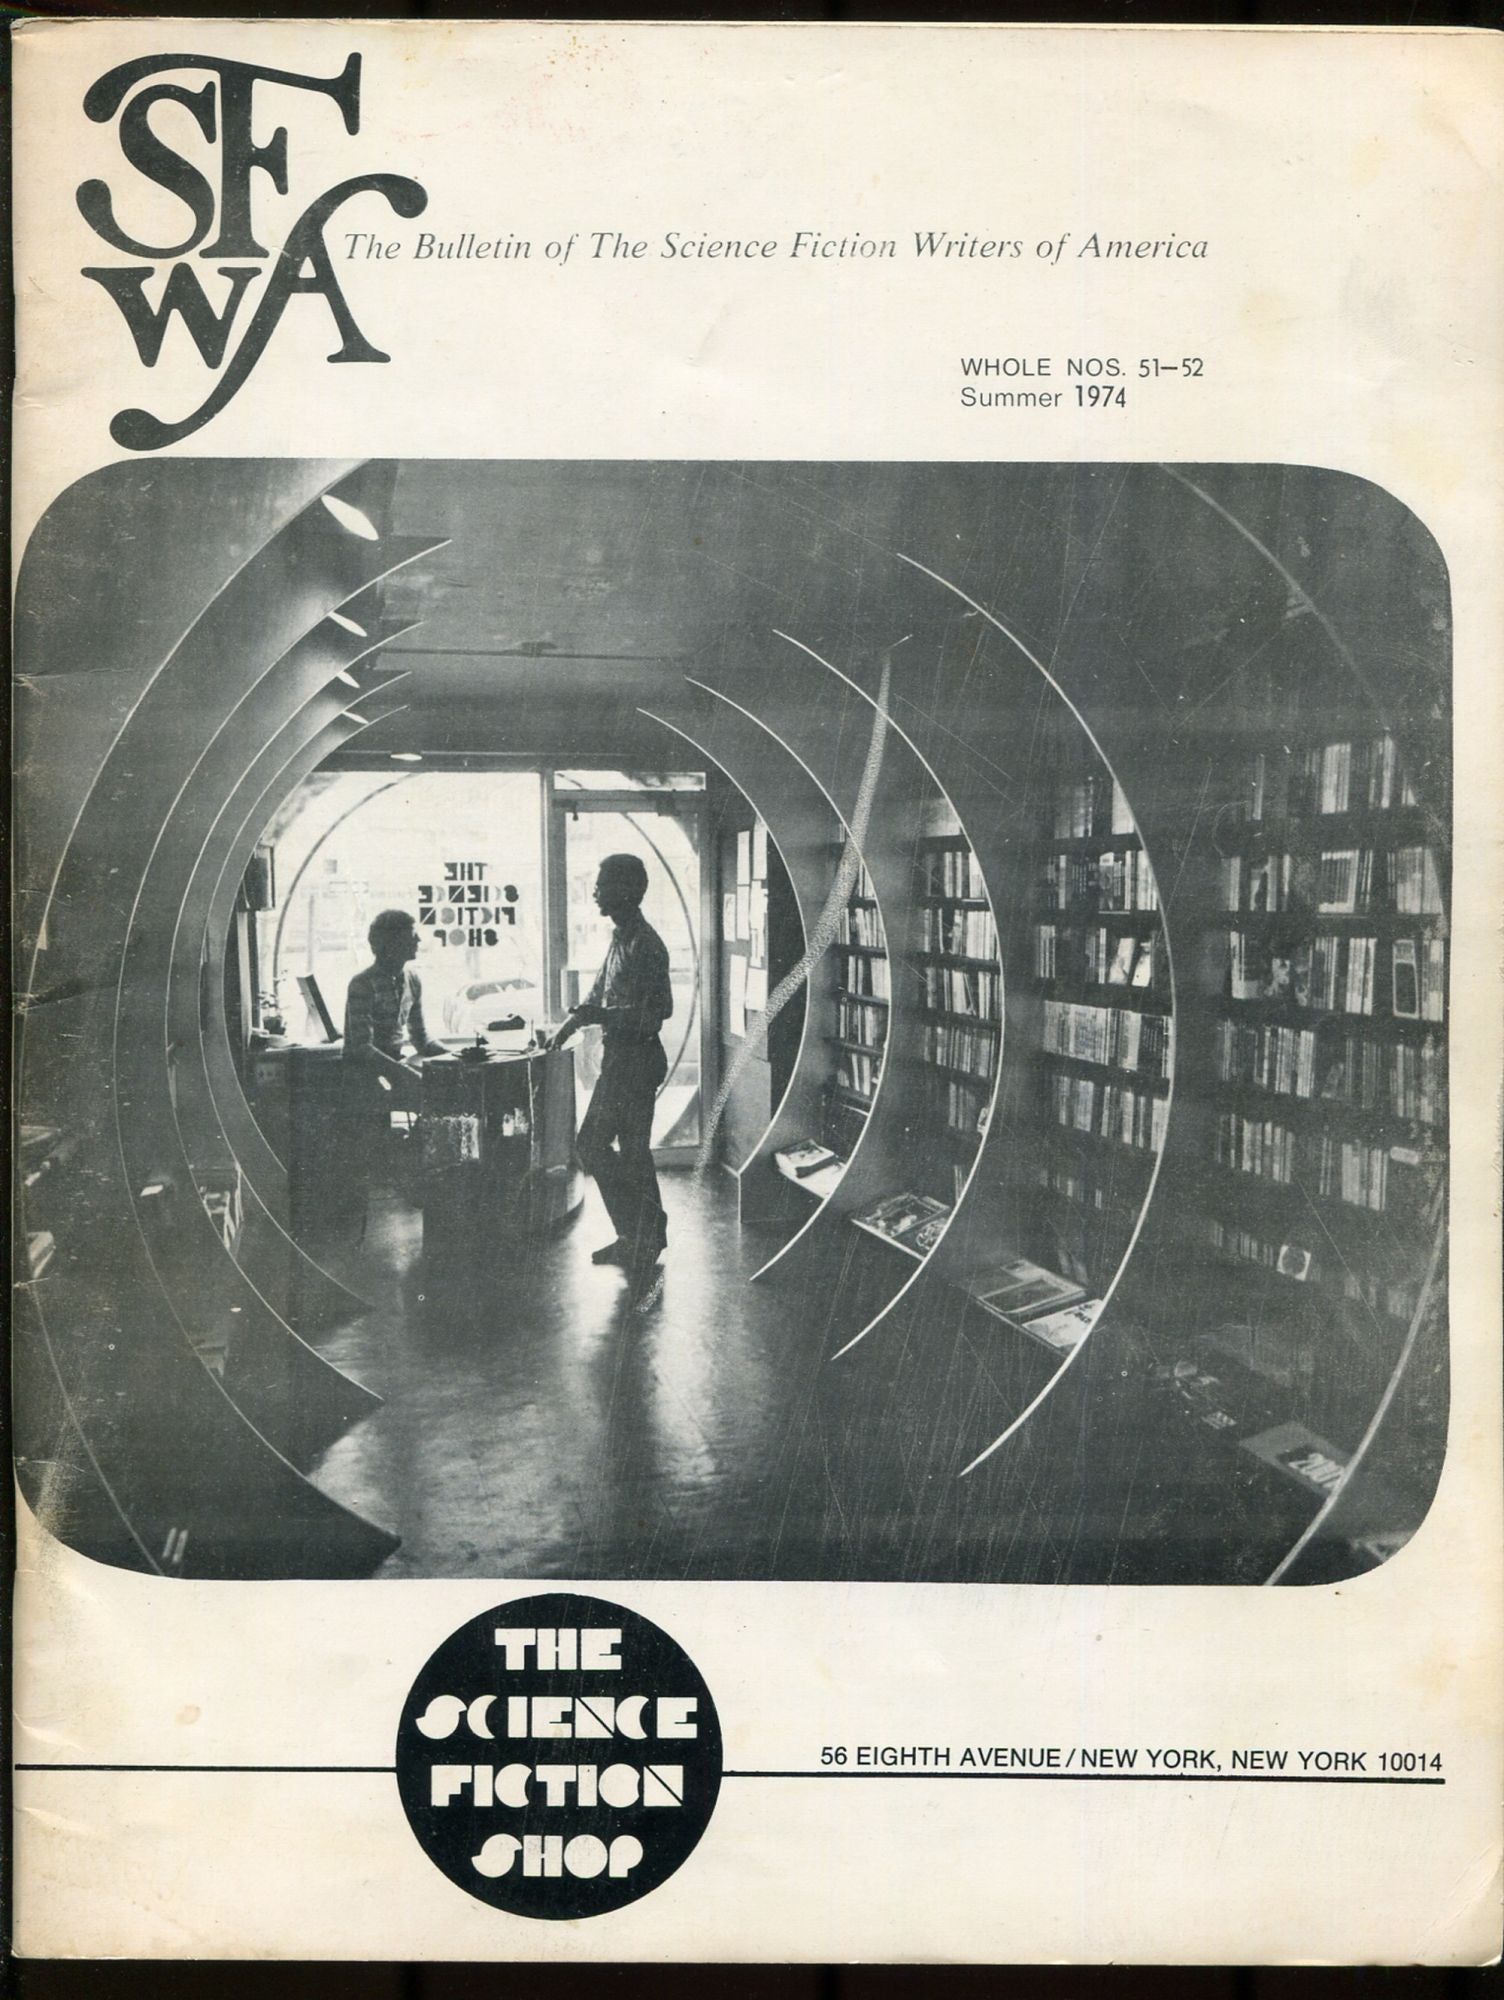 SFWA
The Bulletin of The Science Fiction Writers of America
WHOLE NOS. 51–52
Summer 1974
THE
SCIENCE
FICTION
SHOP
THE
SCIENCE
FICTION
SHOP
56 EIGHTH AVENUE/NEW YORK, NEW YORK 10014